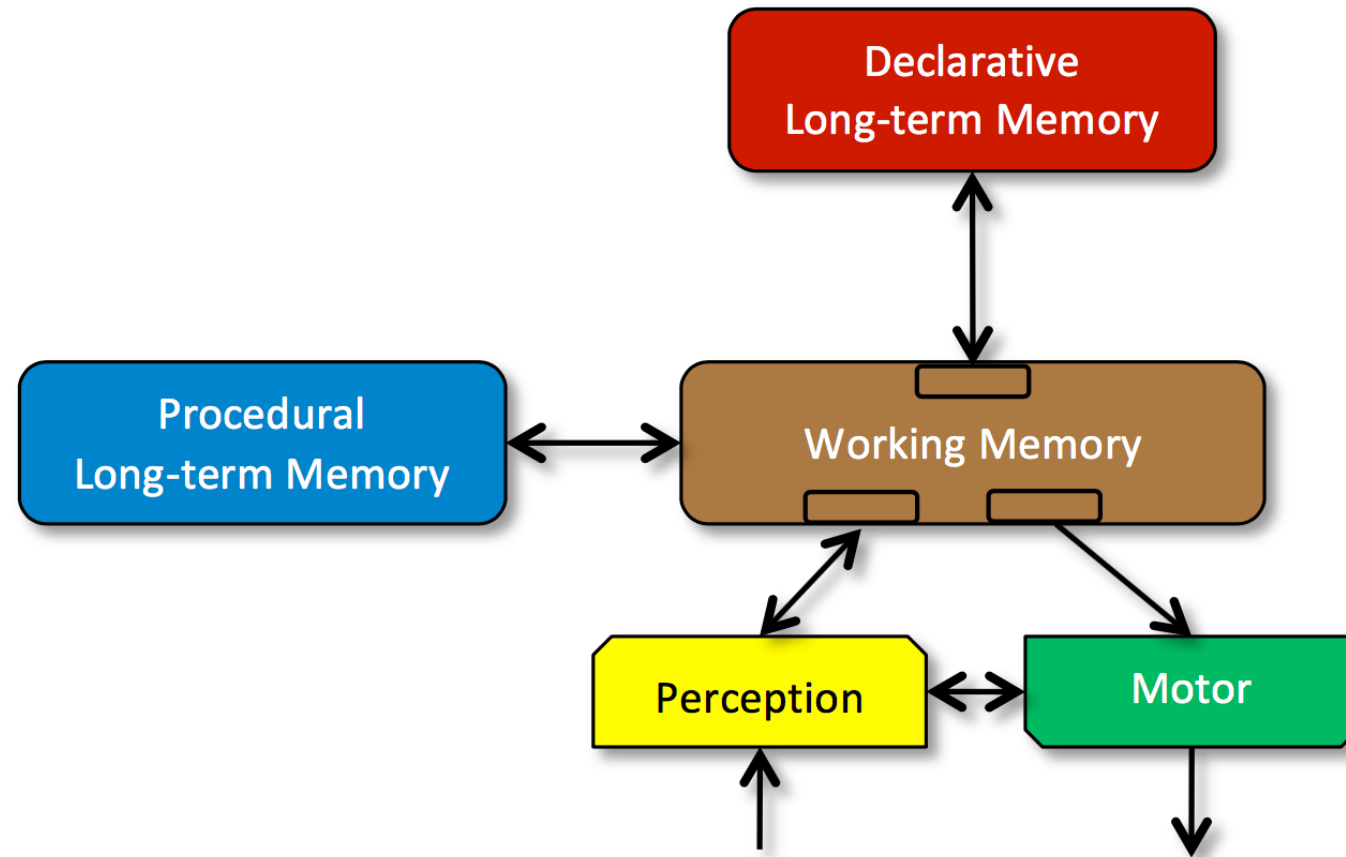 Declarative
Long-term Memory
Procedural
Long-term Memory
Working Memory
Perception
Motor